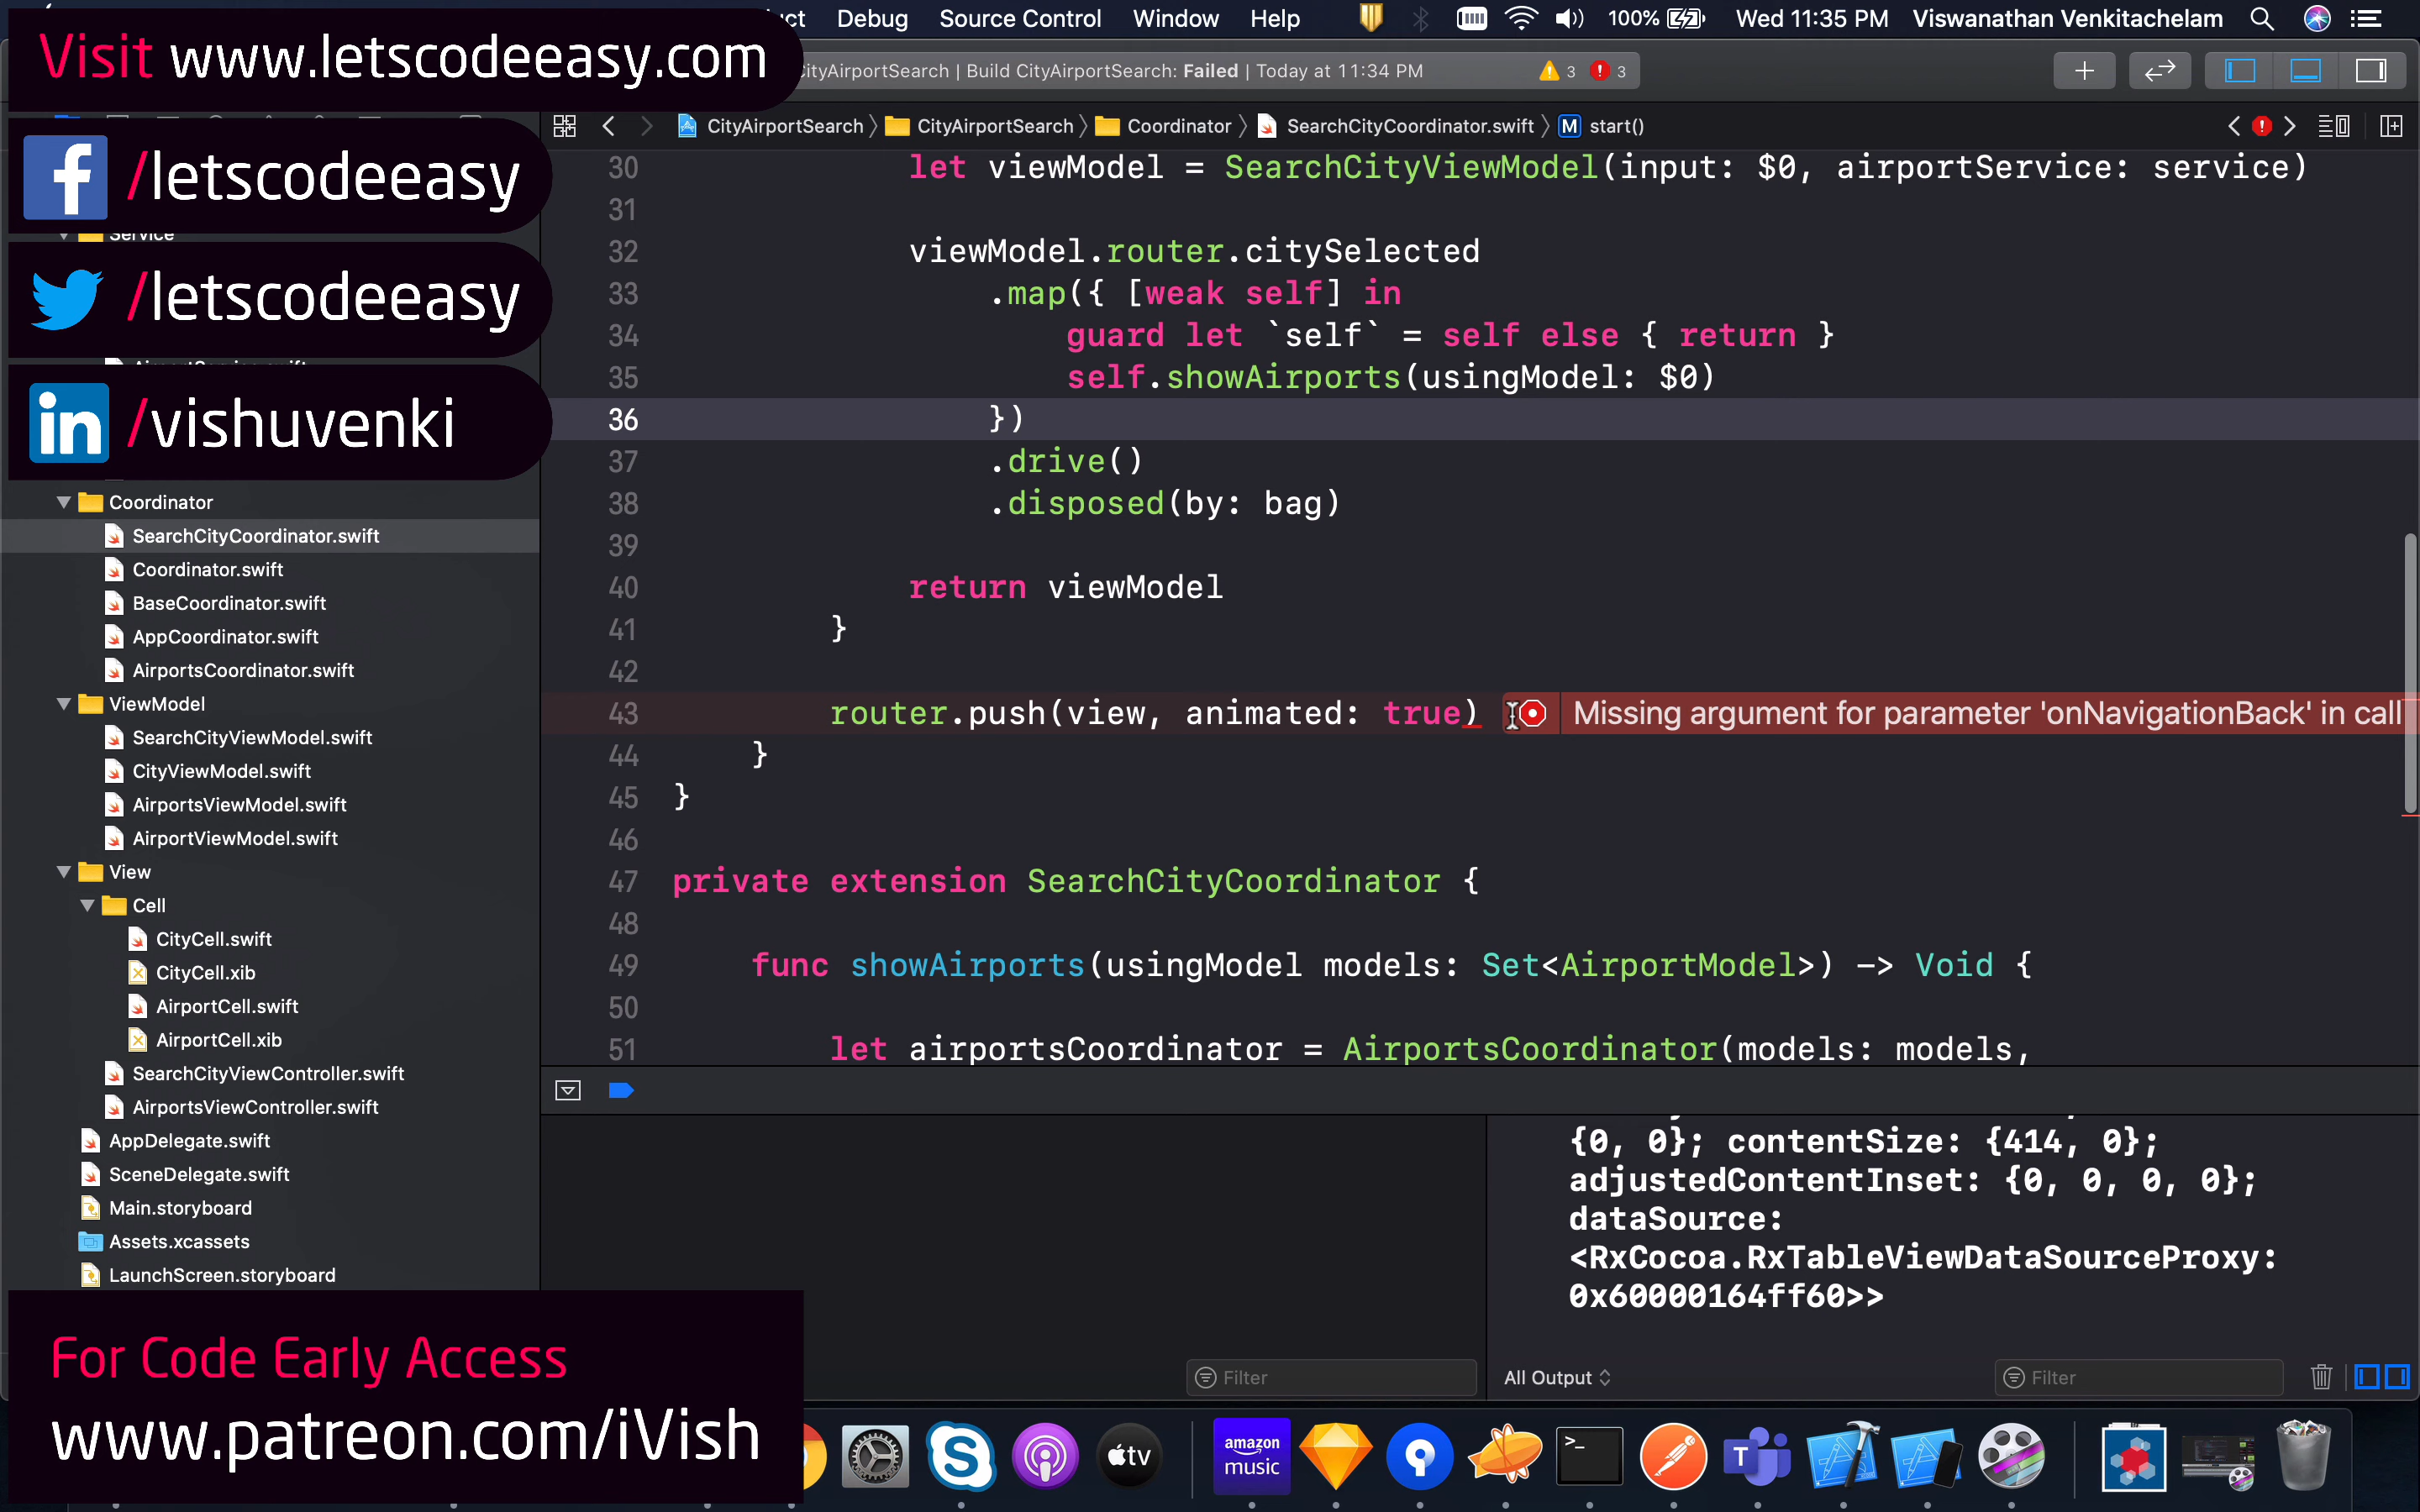 ct Debug Source Control Window Help 100% Wed 11:35 PM Viswanathan Venkitachelam
Visit www.letscodeeasy.com
ityAirportSearch | Build CityAirportSearch: Failed | Today at 11:34 PM 3 3
CityAirportSearch CityAirportSearch Coordinator SearchCityCoordinator.swift M start()
/letscodeeasy
Service
/letscodeeasy
/vishuvenki
Coordinator
SearchCityCoordinator.swift
Coordinator.swift
BaseCoordinator.swift
AppCoordinator.swift
AirportsCoordinator.swift
ViewModel
SearchCityViewModel.swift
CityViewModel.swift
AirportsViewModel.swift
AirportViewModel.swift
View
Cell
CityCell.swift
CityCell.xib
AirportCell.swift
AirportCell.xib
SearchCityViewController.swift
AirportsViewController.swift
AppDelegate.swift
SceneDelegate.swift
Main.storyboard
Assets.xcassets
LaunchScreen.storyboard
30 let viewModel = SearchCityViewModel(input: $0, airportService: service)
31
32 viewModel.router.citySelected
33 .map({ [weak self] in
34 guard let `self` = self else { return }
35 self.showAirports(usingModel: $0)
36 })
37 .drive()
38 .disposed(by: bag)
39
40 return viewModel
41 }
42
43 router.push(view, animated: true) Missing argument for parameter 'onNavigationBack' in call
44 }
45 }
46
47 private extension SearchCityCoordinator {
48
49 func showAirports(usingModel models: Set<AirportModel>) -> Void {
50
51 let airportsCoordinator = AirportsCoordinator(models: models,
{0, 0}; contentSize: {414, 0};
adjustedContentInset: {0, 0, 0, 0};
dataSource:
<RxCocoa.RxTableViewDataSourceProxy:
0x60000164ff60>>
Filter
All Output
Filter
For Code Early Access
www.patreon.com/iVish
tv
amazon
music